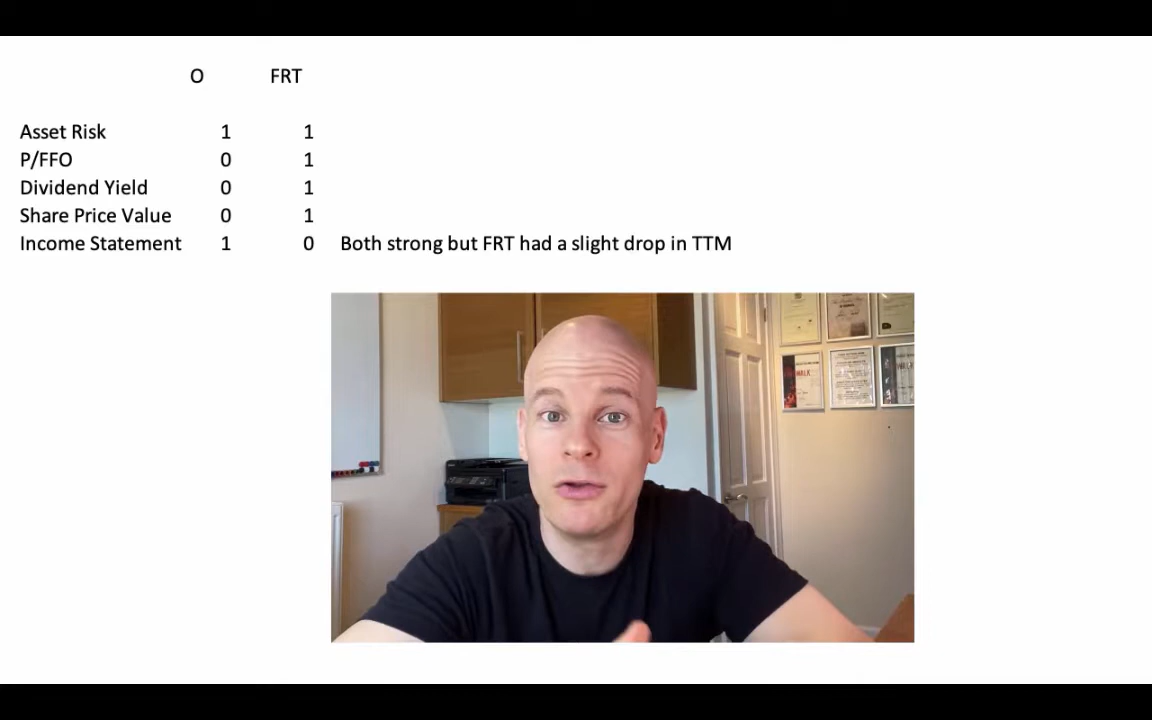 O FRT
Asset Risk 1 1
P/FFO 0 1
Dividend Yield 0 1
Share Price Value 0 1
Income Statement 1 0 Both strong but FRT had a slight drop in TTM
WALK